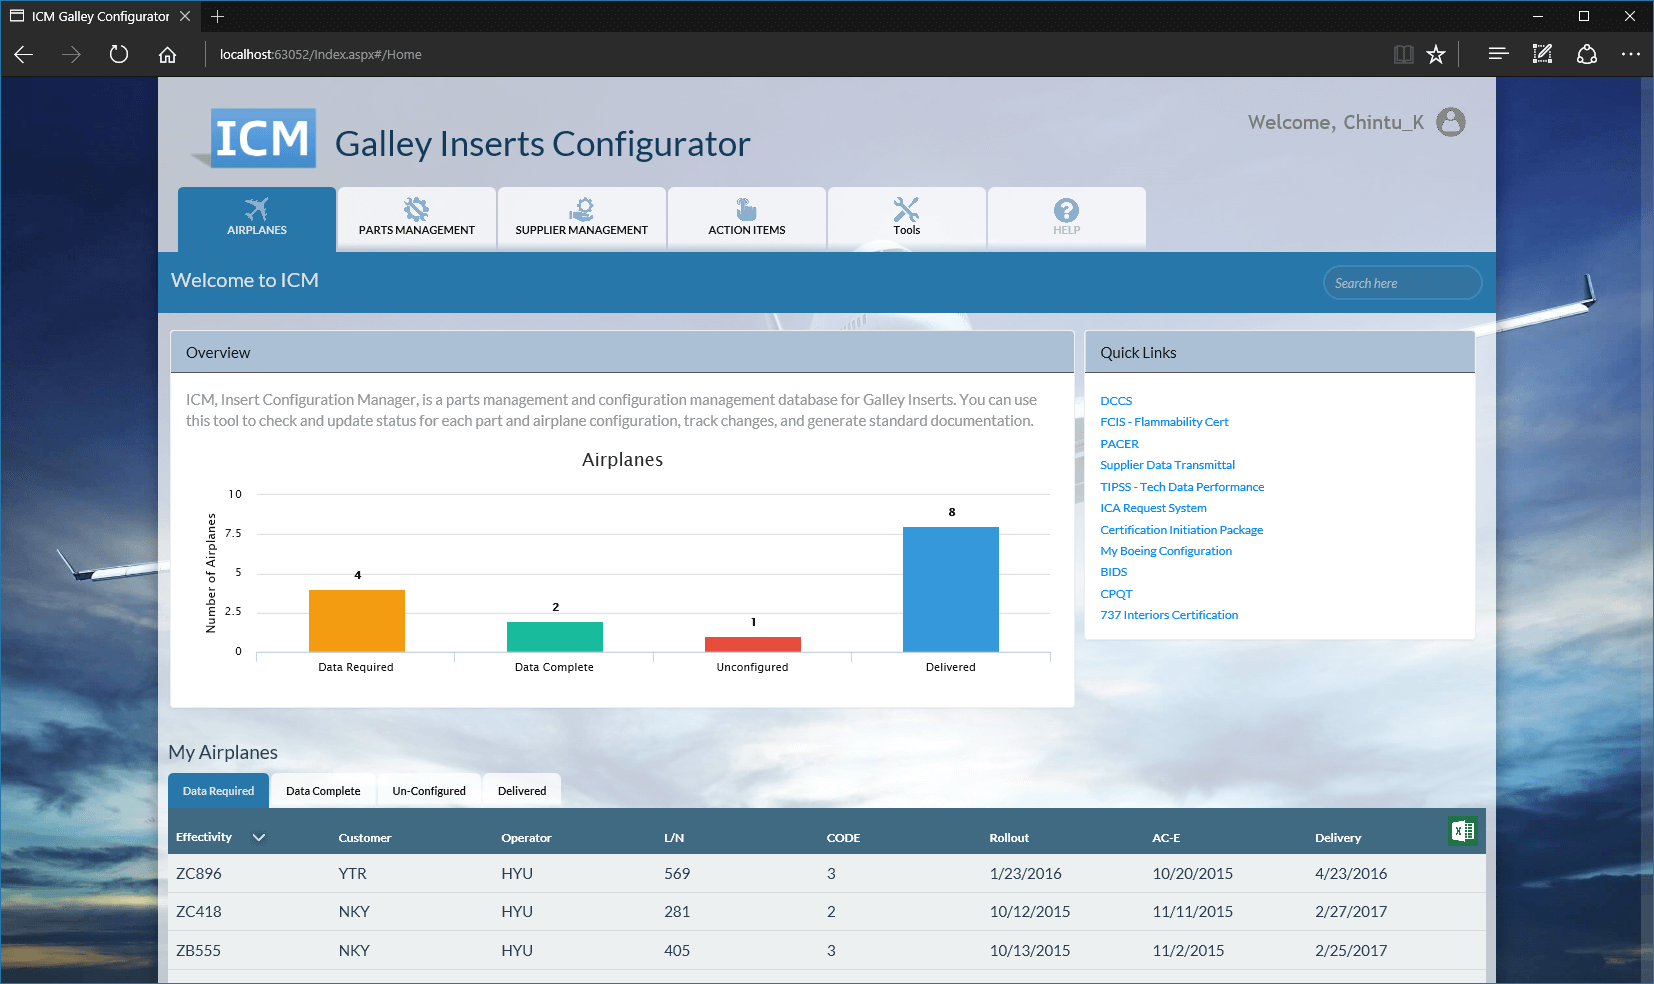 ICM Galley Configurator
localhost:63052/Index.aspx#/Home
ICM
Galley Inserts Configurator
Welcome, Chintu_K
AIRPLANES
PARTS MANAGEMENT
SUPPLIER MANAGEMENT
ACTION ITEMS
Tools
HELP
Welcome to ICM
Search here
Overview
ICM, Insert Configuration Manager, is a parts management and configuration management database for Galley Inserts. You can use
this tool to check and update status for each part and airplane configuration, track changes, and generate standard documentation.
Airplanes
Number of Airplanes
10
7.5
5
2.5
0
4
2
1
8
Data Required
Data Complete
Unconfigured
Delivered
Quick Links
DCCS
FCIS - Flammability Cert
PACER
Supplier Data Transmittal
TIPSS - Tech Data Performance
ICA Request System
Certification Initiation Package
My Boeing Configuration
BIDS
CPQT
737 Interiors Certification
My Airplanes
Data Required
Data Complete
Un-Configured
Delivered
Effectivity Customer Operator L/N CODE Rollout AC-E Delivery
ZC896 YTR HYU 569 3 1/23/2016 10/20/2015 4/23/2016
ZC418 NKY HYU 281 2 10/12/2015 11/11/2015 2/27/2017
ZB555 NKY HYU 405 3 10/13/2015 11/2/2015 2/25/2017